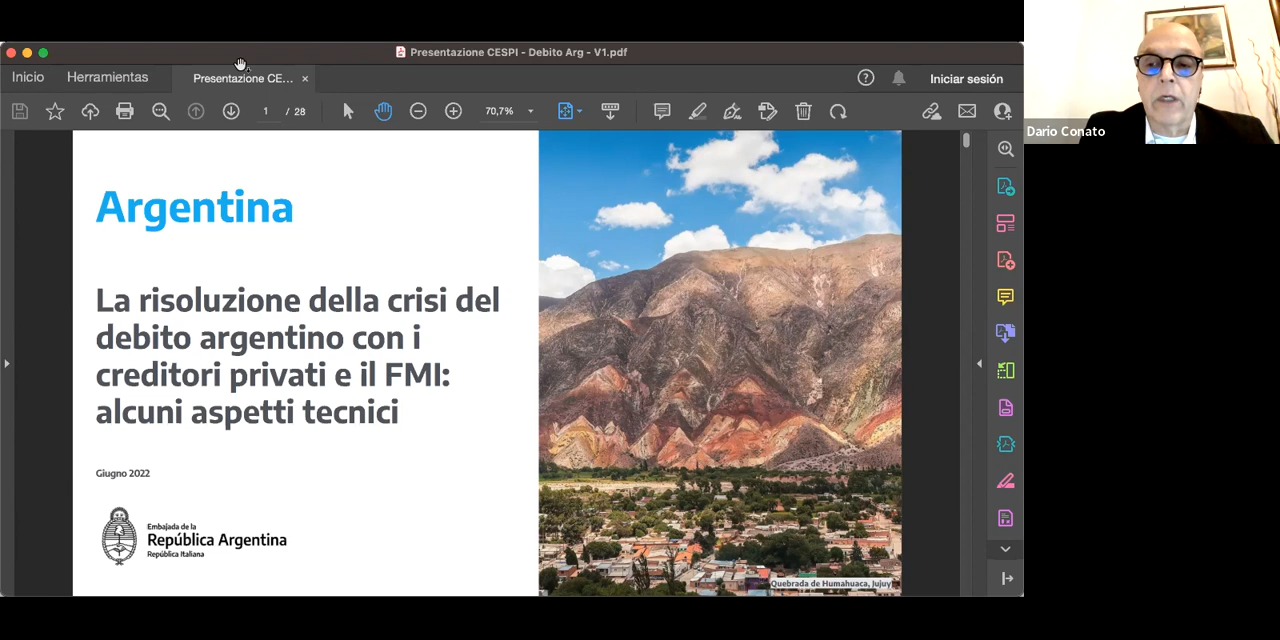 Presentazione CESPI - Debito Arg - V1.pdf
Inicio
Herramientas
Presentazione CE...
Iniciar sesión
1 / 28
70,7%
Argentina
La risoluzione della crisi del
debito argentino con i
creditori privati e il FMI:
alcuni aspetti tecnici
Giugno 2022
Embajada de la
República Argentina
República Italiana
Quebrada de Humahuaca, Jujuy
Dario Conato